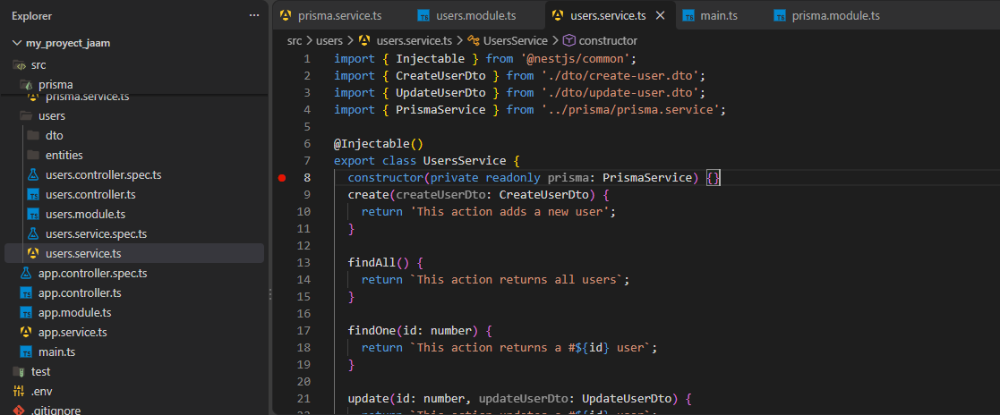 Explorer
my_proyect_jaam
src
prisma
prisma.service.ts
users
dto
entities
users.controller.spec.ts
users.controller.ts
users.module.ts
users.service.spec.ts
users.service.ts
app.controller.spec.ts
app.controller.ts
app.module.ts
app.service.ts
main.ts
test
.env
.gitignore
prisma.service.ts users.module.ts users.service.ts main.ts prisma.module.ts
src > users > users.service.ts > UsersService > constructor
1 import { Injectable } from '@nestjs/common';
2 import { CreateUserDto } from './dto/create-user.dto';
3 import { UpdateUserDto } from './dto/update-user.dto';
4 import { PrismaService } from '../prisma/prisma.service';
5
6 @Injectable()
7 export class UsersService {
8 constructor(private readonly prisma: PrismaService) {}
9 create(createUserDto: CreateUserDto) {
10 return 'This action adds a new user';
11 }
12
13 findAll() {
14 return `This action returns all users`;
15 }
16
17 findOne(id: number) {
18 return `This action returns a #${id} user`;
19 }
20
21 update(id: number, updateUserDto: UpdateUserDto) {
22 return `This action updates a #${id} user`;